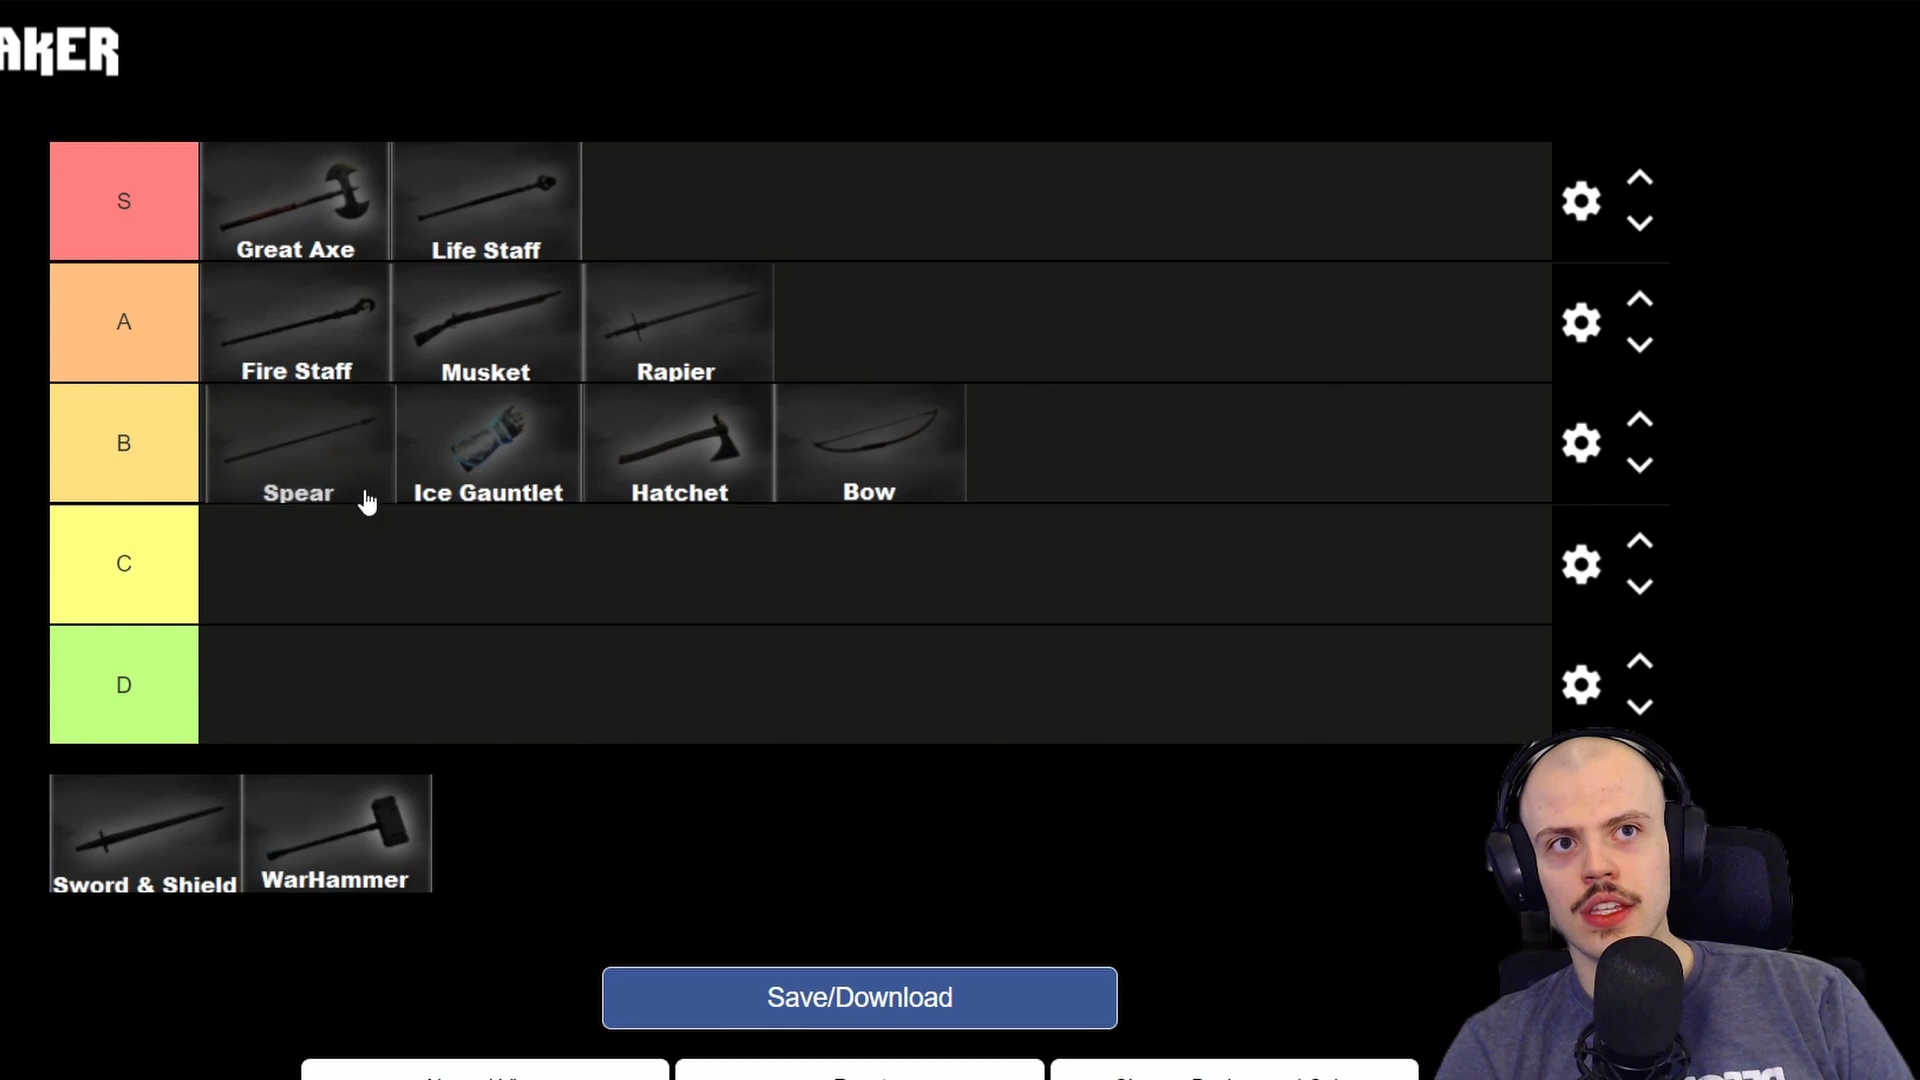 AKER
S
Great Axe
Life Staff
A
Fire Staff
Musket
Rapier
B
Spear
Ice Gauntlet
Hatchet
Bow
C
D
Sword & Shield
WarHammer
Save/Download